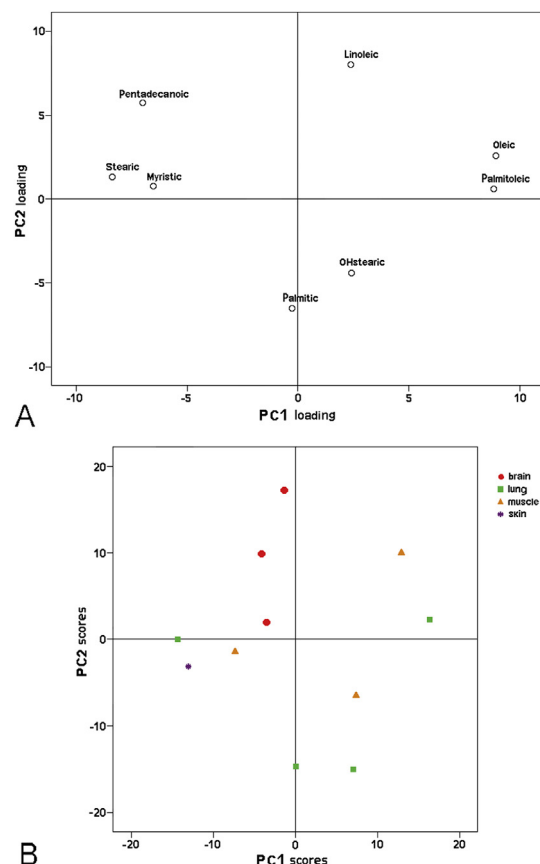 10
Linoleic
Pentadecanoic
5
Oleic
Stearic
Myristic
Palmitoleic
PC2 loading
0
OHstearic
-5
Palmitic
-10
-10 -5 0 5 10
A
PC1 loading
20
brain
lung
muscle
skin
10
PC2 scores
0
-10
-20
-20 -10 0 10 20
B
PC1 scores